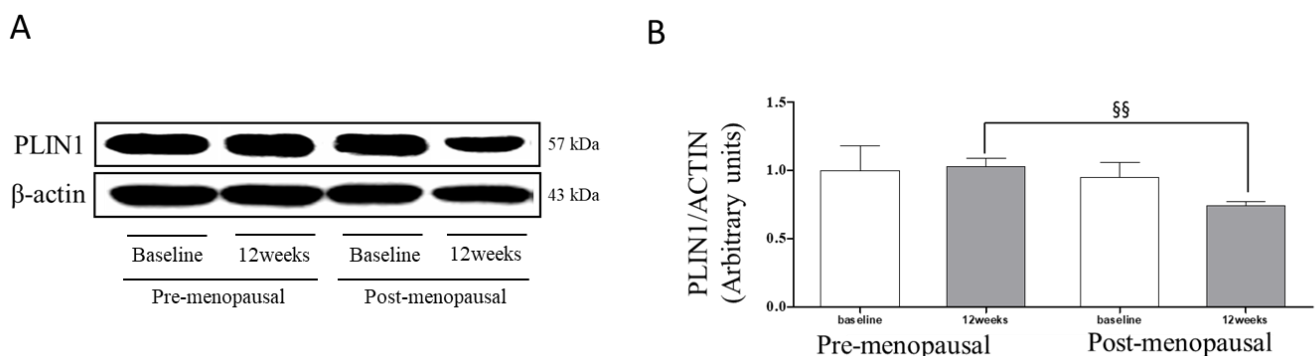 A
PLIN1
57 kDa
β-actin
43 kDa
Baseline 12weeks Baseline 12weeks
Pre-menopausal Post-menopausal
B
PLIN1/ACTIN
(Arbitrary units)
1.5
1.0
0.5
0.0
§§
baseline 12weeks baseline 12weeks
Pre-menopausal Post-menopausal